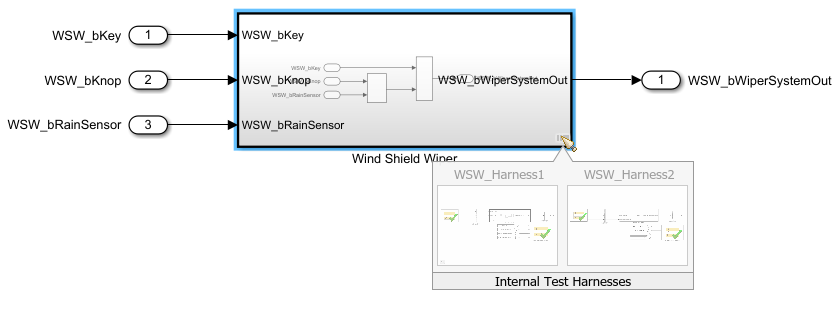 WSW_bKey
1
WSW_bKey
WSW_bKnop
2
WSW_bKnop
WSW_bKey
WSW_bRainSensor
WSW_bWiperSystemOut
1
WSW_bWiperSystemOut
WSW_bRainSensor
3
WSW_bRainSensor
Wind Shield Wiper
WSW_Harness1
WSW_Harness2
Internal Test Harnesses